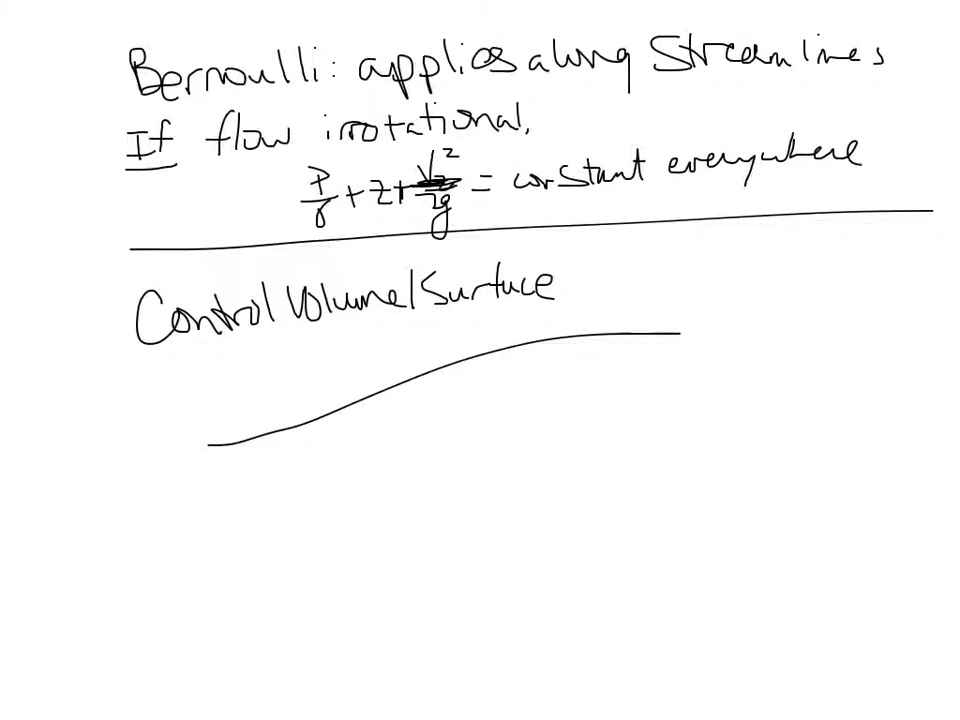 Bernoulli: applies along Streamlines
If flow irrotational,
P/γ + z + V²/2g = constant everywhere
Control Volume/Surface